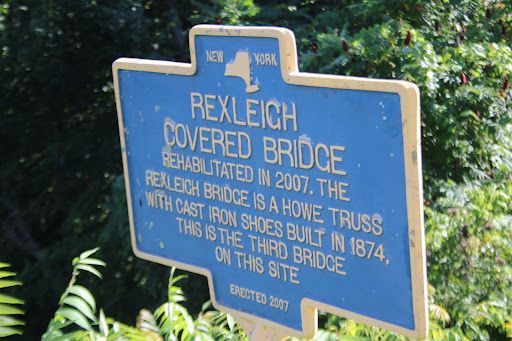 NEW YORK
REXLEIGH
COVERED BRIDGE
REHABILITATED IN 2007. THE
REXLEIGH BRIDGE IS A HOWE TRUSS
WITH CAST IRON SHOES BUILT IN 1874.
THIS IS THE THIRD BRIDGE
ON THIS SITE
ERECTED 2007